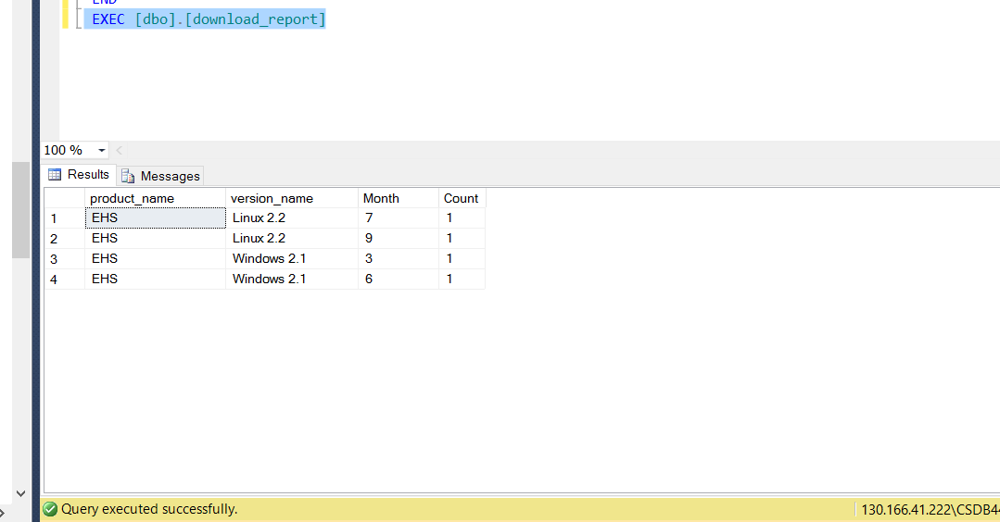 END
EXEC [dbo].[download_report]
100 %
Results Messages
product_name version_name Month Count
1 EHS Linux 2.2 7 1
2 EHS Linux 2.2 9 1
3 EHS Windows 2.1 3 1
4 EHS Windows 2.1 6 1
Query executed successfully. 130.166.41.222\CSDB44